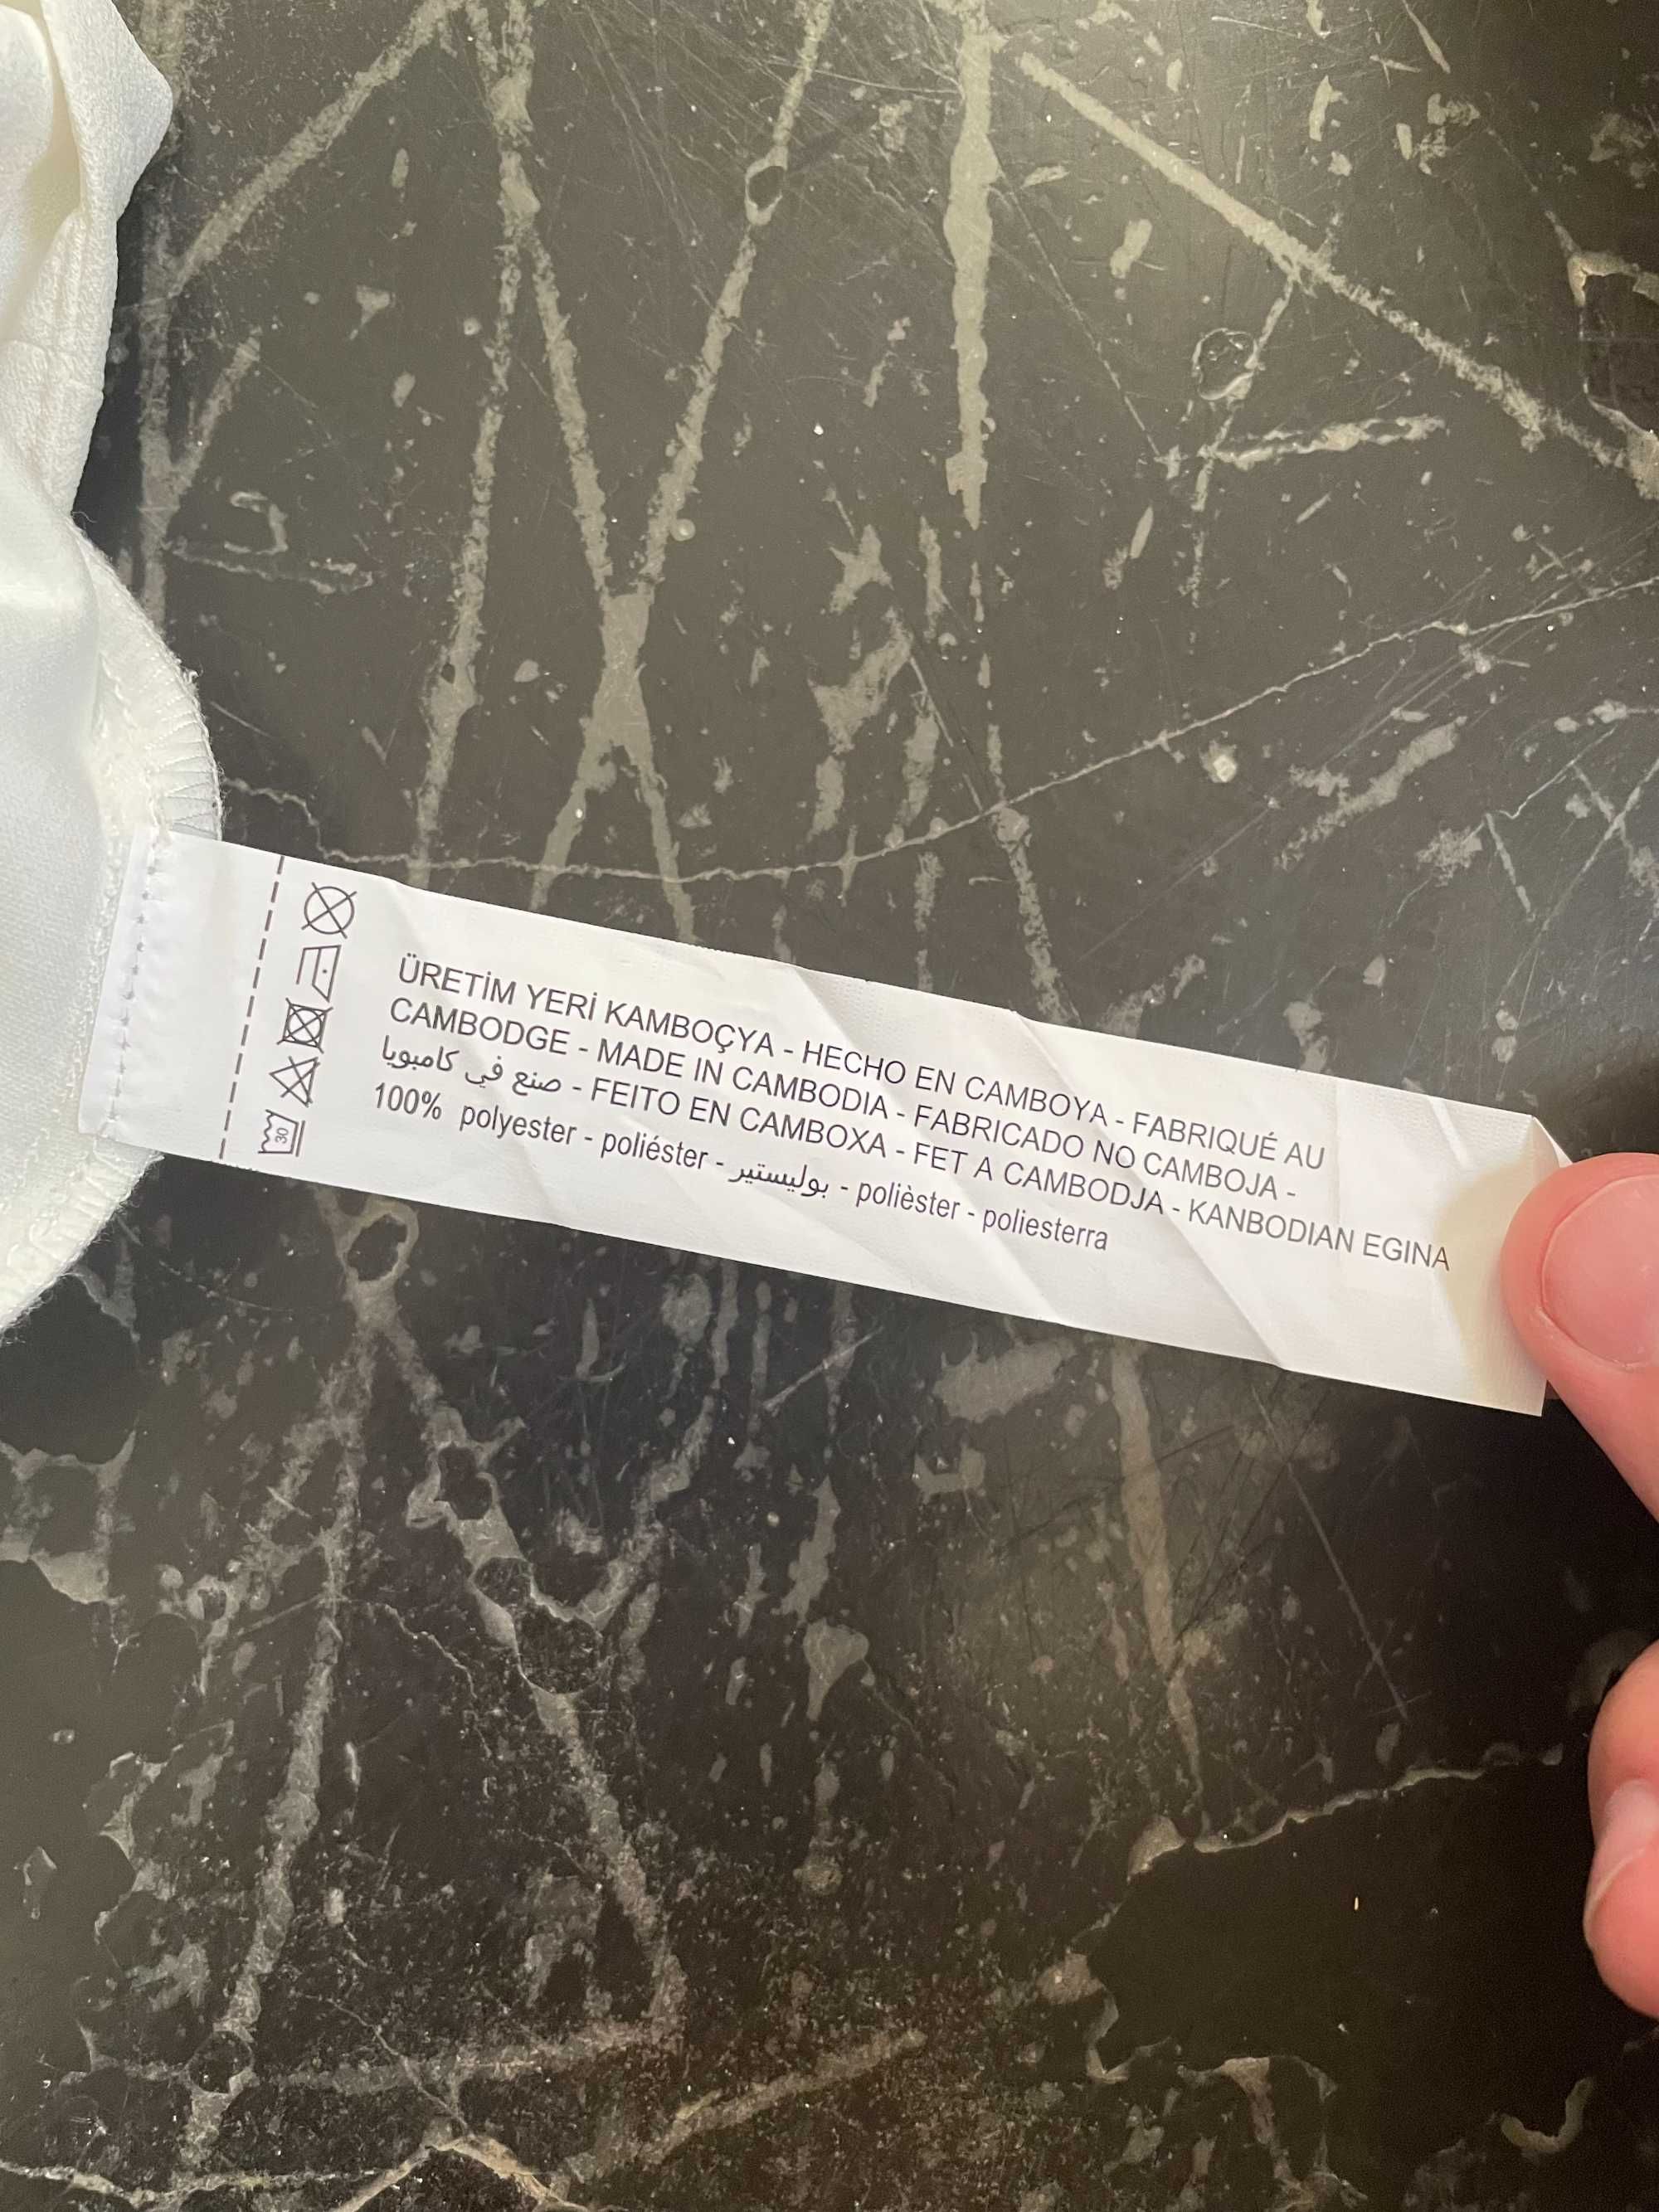 ÜRETİM YERİ KAMBOÇYA - HECHO EN CAMBOYA - FABRIQUÉ AU
CAMBODGE - MADE IN CAMBODIA - FABRICADO NO CAMBOJA -
صنع في كامبوبا - FEITO EN CAMBOXA - FET A CAMBODJA - KANBODIAN EGINA
100% polyester - poliéster - بوليستير - polièster - poliesterra
30